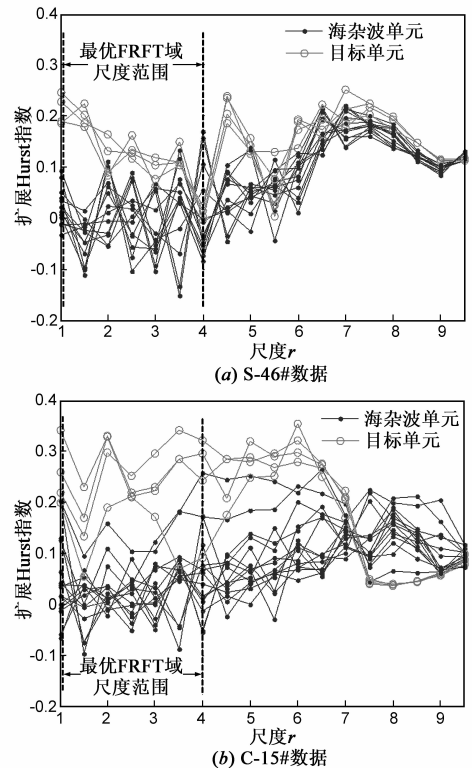 0.4
0.3
0.2
0.1
0
-0.1
-0.2
扩展Hurst指数
最优FRFT域
尺度范围
海杂波单元
目标单元
1 2 3 4 5 6 7 8 9
尺度r
(a) S-46#数据
0.4
0.3
0.2
0.1
0
-0.1
-0.2
扩展Hurst指数
海杂波单元
目标单元
最优FRFT域
尺度范围
1 2 3 4 5 6 7 8 9
尺度r
(b) C-15#数据